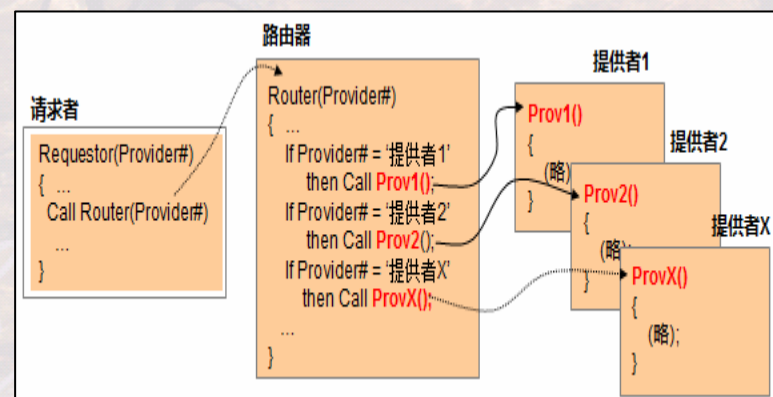 请求者
Requestor(Provider#)
{ ...
Call Router(Provider#)
...
}
路由器
Router(Provider#)
{ ...
If Provider# = ‘提供者1’
then Call Prov1();
If Provider# = ‘提供者2’
then Call Prov2();
If Provider# = ‘提供者X’
then Call ProvX();
...
}
提供者1
Prov1()
{
(略)
}
提供者2
Prov2()
{
(略);
}
提供者X
ProvX()
{
(略);
}